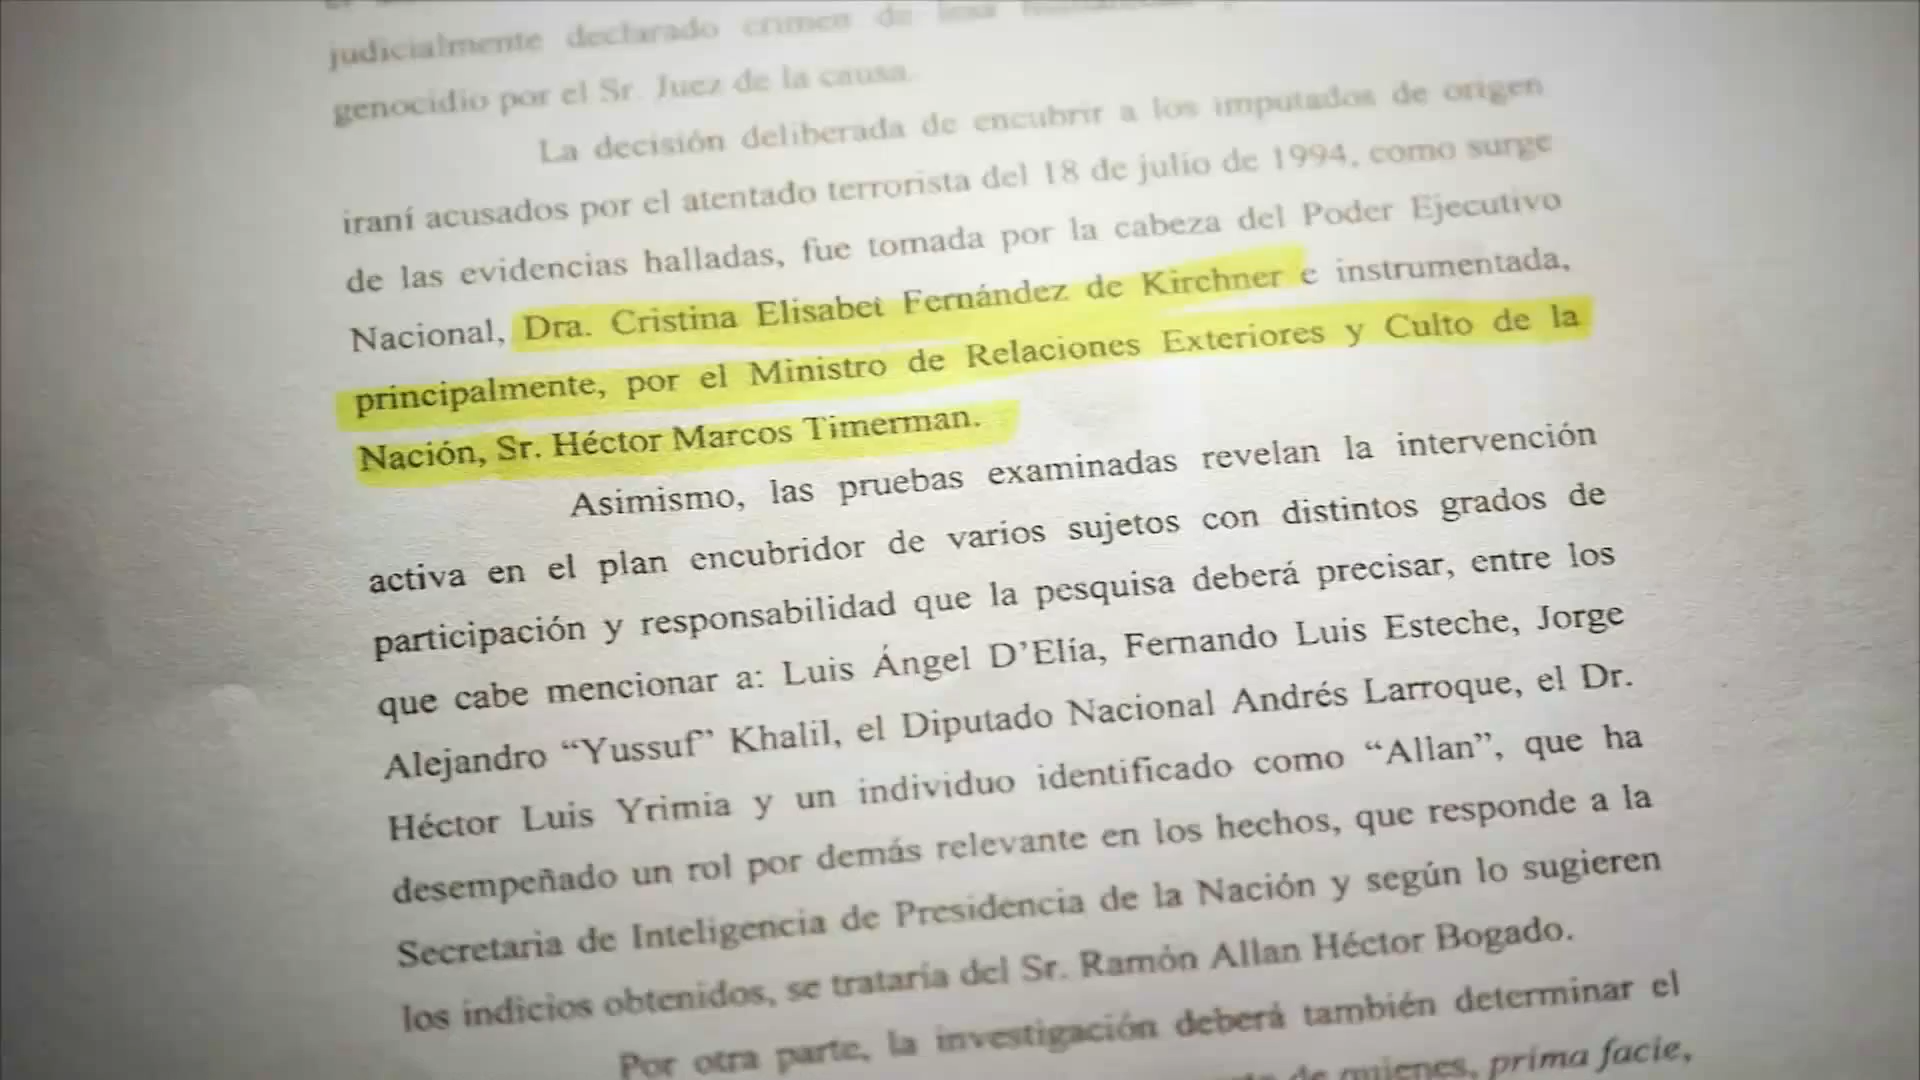 judicialmente declarado crimen de lesa
genocidio por el Sr. Juez de la causa.
La decisión deliberada de encubrir a los imputados de origen
iraní acusados por el atentado terrorista del 18 de julio de 1994, como surge
de las evidencias halladas, fue tomada por la cabeza del Poder Ejecutivo
Nacional, Dra. Cristina Elisabet Fernández de Kirchner e instrumentada,
principalmente, por el Ministro de Relaciones Exteriores y Culto de la
Nación, Sr. Héctor Marcos Timerman.
Asimismo, las pruebas examinadas revelan la intervención
activa en el plan encubridor de varios sujetos con distintos grados de
participación y responsabilidad que la pesquisa deberá precisar, entre los
que cabe mencionar a: Luis Ángel D'Elía, Fernando Luis Esteche, Jorge
Alejandro “Yussuf” Khalil, el Diputado Nacional Andrés Larroque, el Dr.
Héctor Luis Yrimia y un individuo identificado como “Allan”, que ha
desempeñado un rol por demás relevante en los hechos, que responde a la
Secretaria de Inteligencia de Presidencia de la Nación y según lo sugieren
los indicios obtenidos, se trataría del Sr. Ramón Allan Héctor Bogado.
Por otra parte, la investigación deberá también determinar el
de quienes, prima facie,